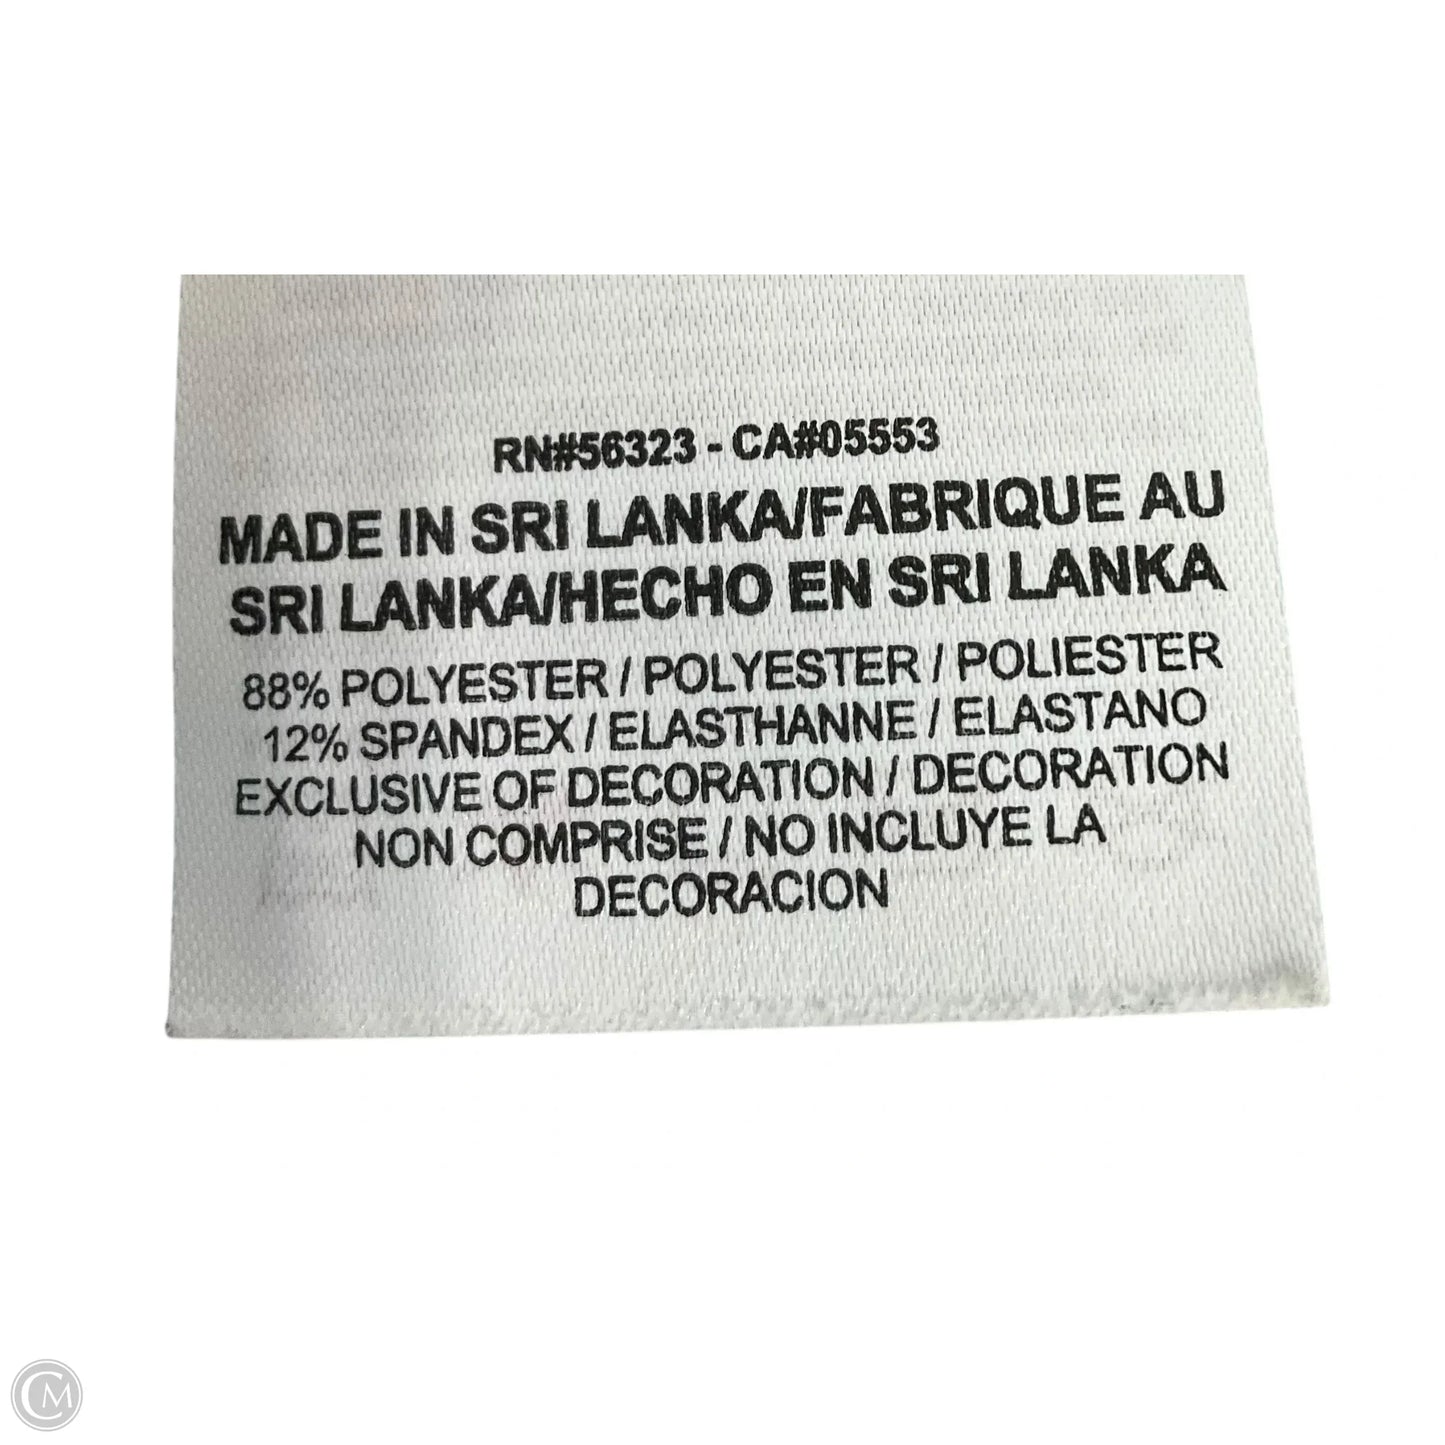 RN#56323 - CA#05553
MADE IN SRI LANKA/FABRIQUE AU
SRI LANKA/HECHO EN SRI LANKA
88% POLYESTER / POLYESTER / POLIESTER
12% SPANDEX / ELASTHANNE / ELASTANO
EXCLUSIVE OF DECORATION / DECORATION
NON COMPRISE / NO INCLUYE LA
DECORACION
CM